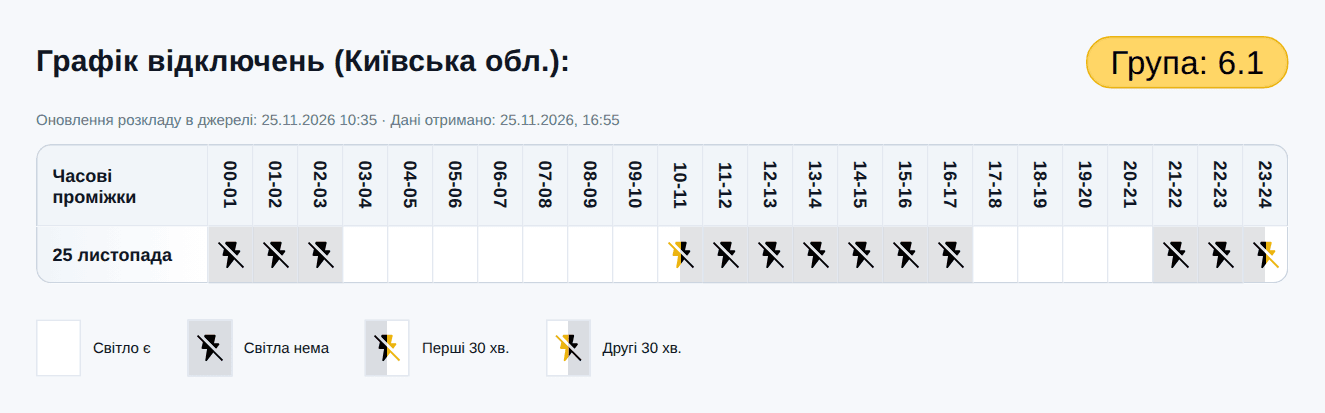 Графік відключень (Київська обл.):
Група: 6.1
Оновлення розкладу в джерелі: 25.11.2026 10:35 · Дані отримано: 25.11.2026, 16:55
Часові
проміжки
00-01
01-02
02-03
03-04
04-05
05-06
06-07
07-08
08-09
09-10
10-11
11-12
12-13
13-14
14-15
15-16
16-17
17-18
18-19
19-20
20-21
21-22
22-23
23-24
25 листопада
Світло є
Світла нема
Перші 30 хв.
Другі 30 хв.